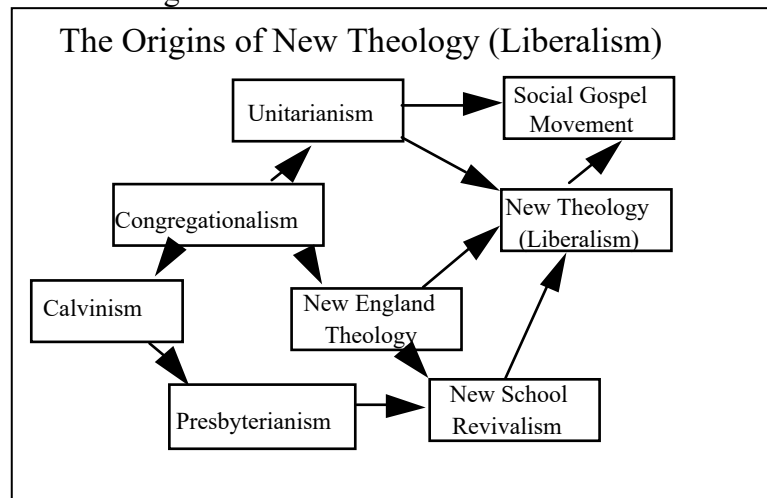 The Origins of New Theology (Liberalism)
Unitarianism
Social Gospel
Movement
Congregationalism
New Theology
(Liberalism)
Calvinism
New England
Theology
Presbyterianism
New School
Revivalism